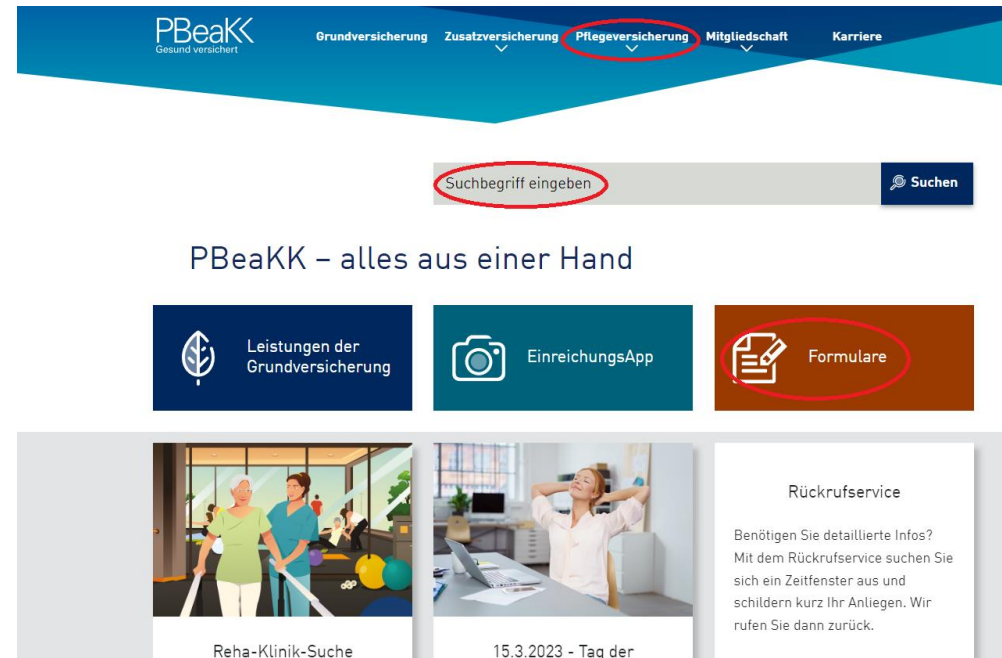 PBeaKK
Gesund versichert
Grundversicherung Zusatzversicherung Pflegeversicherung Mitgliedschaft Karriere
Suchbegriff eingeben
Suchen
PBeaKK – alles aus einer Hand
Leistungen der
Grundversicherung
EinreichungsApp
Formulare
Reha-Klinik-Suche
15.3.2023 - Tag der
Rückrufservice
Benötigen Sie detaillierte Infos?
Mit dem Rückrufservice suchen Sie
sich ein Zeitfenster aus und
schildern kurz Ihr Anliegen. Wir
rufen Sie dann zurück.